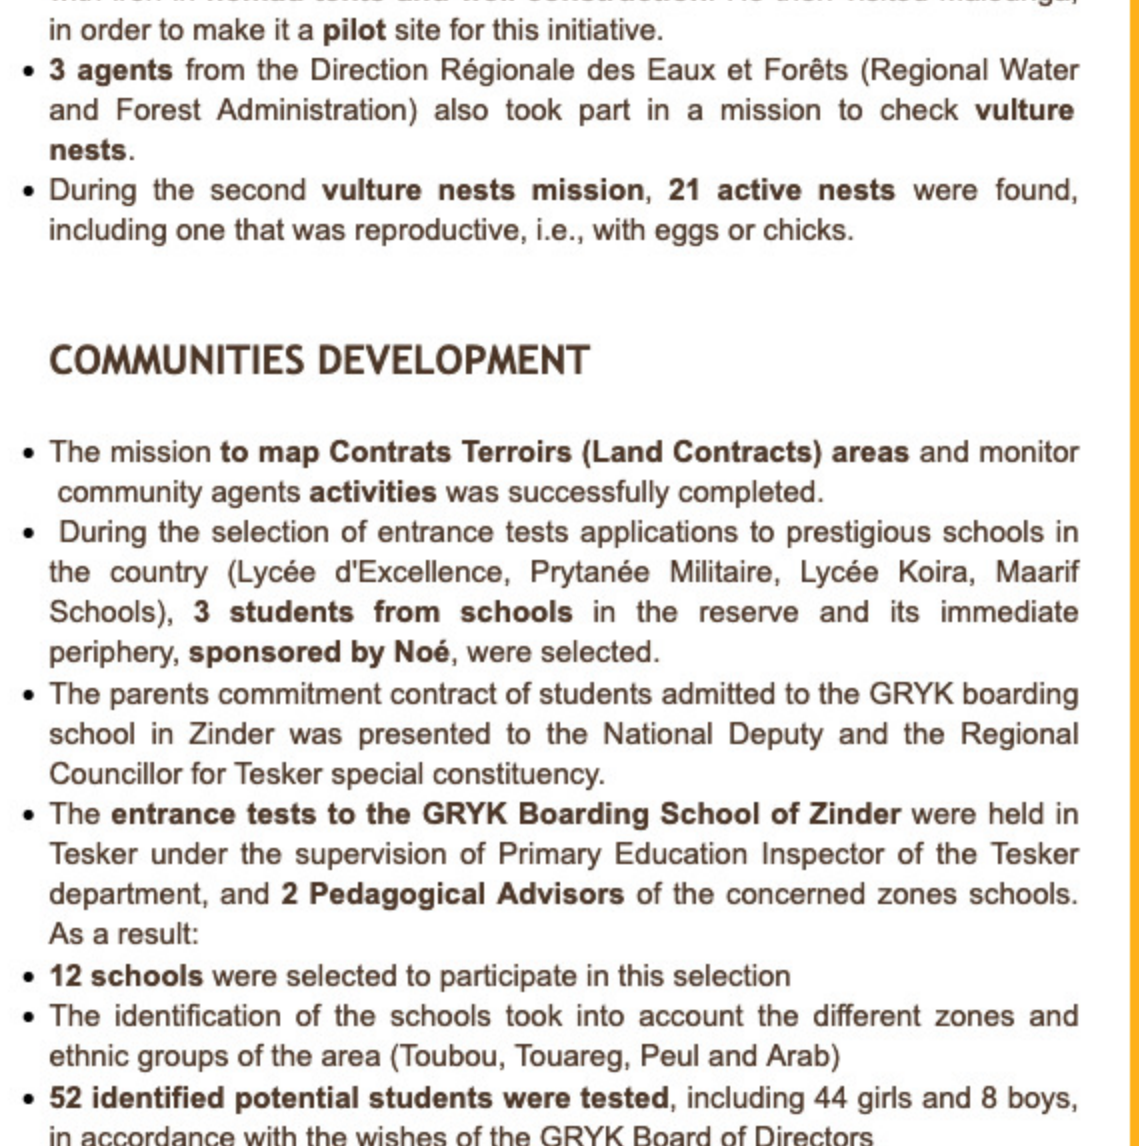 in order to make it a pilot site for this initiative.
• 3 agents from the Direction Régionale des Eaux et Forêts (Regional Water
and Forest Administration) also took part in a mission to check vulture
nests.
• During the second vulture nests mission, 21 active nests were found,
including one that was reproductive, i.e., with eggs or chicks.
COMMUNITIES DEVELOPMENT
• The mission to map Contrats Terroirs (Land Contracts) areas and monitor
community agents activities was successfully completed.
• During the selection of entrance tests applications to prestigious schools in
the country (Lycée d'Excellence, Prytanée Militaire, Lycée Koira, Maarif
Schools), 3 students from schools in the reserve and its immediate
periphery, sponsored by Noé, were selected.
• The parents commitment contract of students admitted to the GRYK boarding
school in Zinder was presented to the National Deputy and the Regional
Councillor for Tesker special constituency.
• The entrance tests to the GRYK Boarding School of Zinder were held in
Tesker under the supervision of Primary Education Inspector of the Tesker
department, and 2 Pedagogical Advisors of the concerned zones schools.
As a result:
• 12 schools were selected to participate in this selection
• The identification of the schools took into account the different zones and
ethnic groups of the area (Toubou, Touareg, Peul and Arab)
• 52 identified potential students were tested, including 44 girls and 8 boys,
in accordance with the wishes of the GRYK Board of Directors